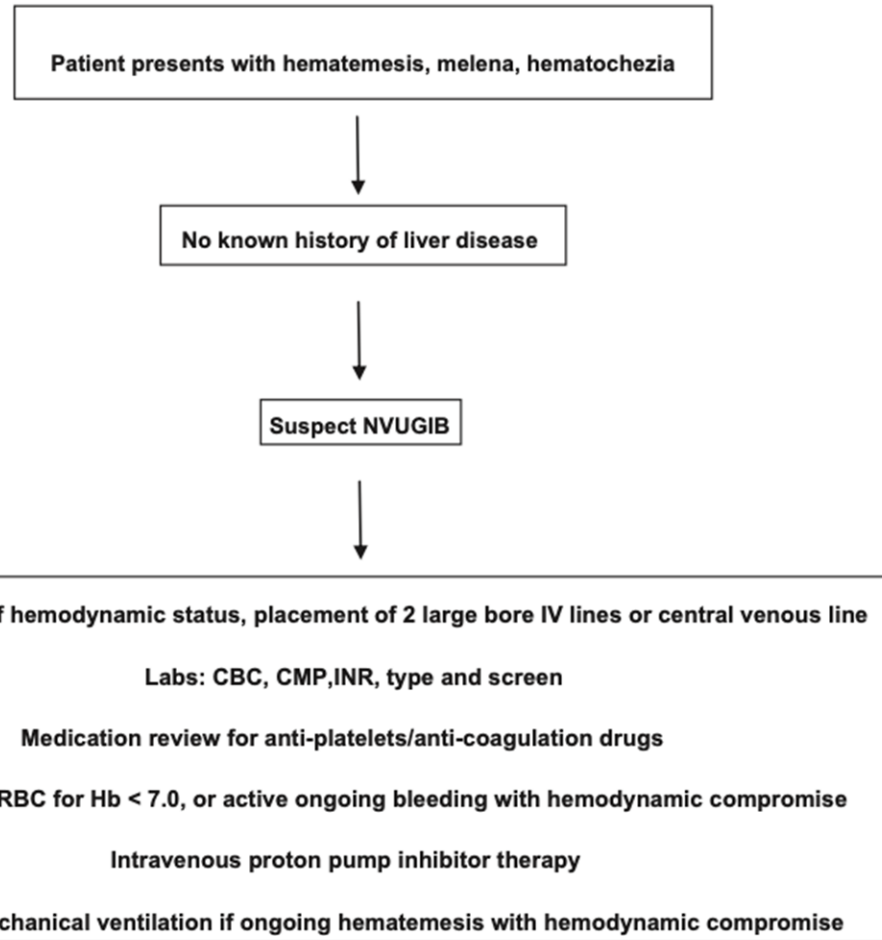 Patient presents with hematemesis, melena, hematochezia
No known history of liver disease
Suspect NVUGIB
hemodynamic status, placement of 2 large bore IV lines or central venous line
Labs: CBC, CMP,INR, type and screen
Medication review for anti-platelets/anti-coagulation drugs
RBC for Hb < 7.0, or active ongoing bleeding with hemodynamic compromise
Intravenous proton pump inhibitor therapy
chanical ventilation if ongoing hematemesis with hemodynamic compromise